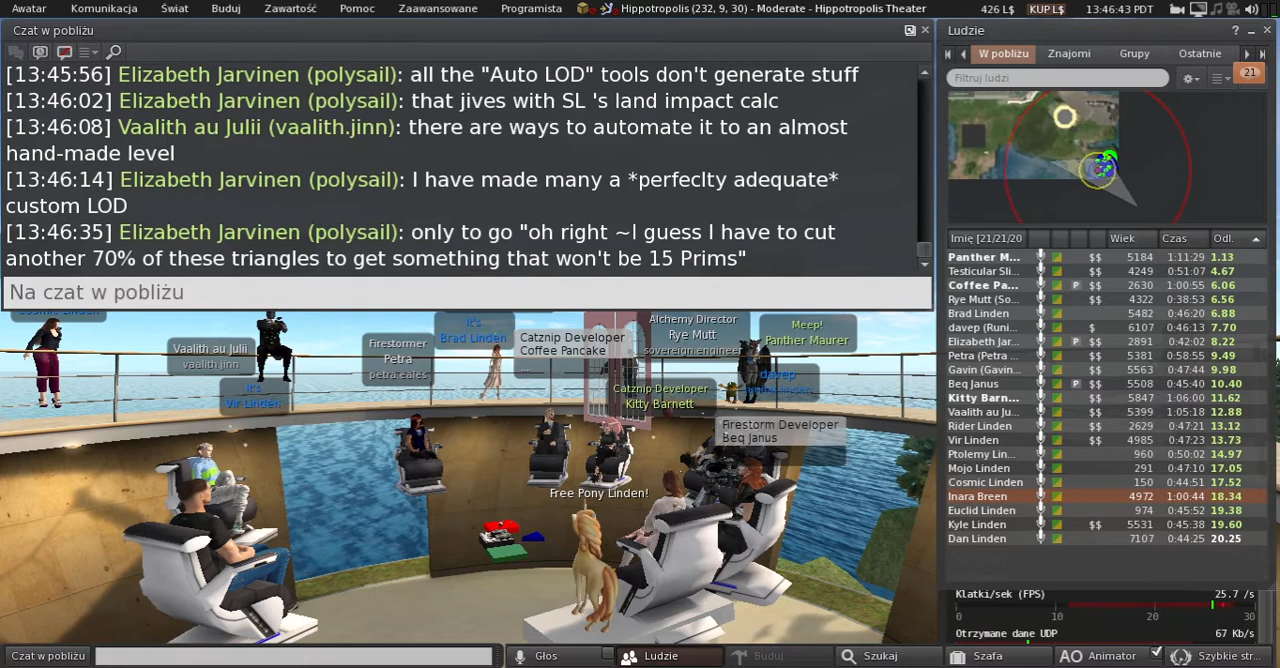 Awatar Komunikacja Świat Buduj Zawartość Pomoc Zaawansowane Programista Hippotropolis (232, 9, 30) - Moderate - Hippotropolis Theater 426 L$ KUP L$ 13:46:43 PDT
Czat w pobliżu
[13:45:56] Elizabeth Jarvinen (polysail): all the "Auto LOD" tools don't generate stuff
[13:46:02] Elizabeth Jarvinen (polysail): that jives with SL 's land impact calc
[13:46:08] Vaalith au Julii (vaalith.jinn): there are ways to automate it to an almost
hand-made level
[13:46:14] Elizabeth Jarvinen (polysail): I have made many a *perfeclty adequate*
custom LOD
[13:46:35] Elizabeth Jarvinen (polysail): only to go "oh right ~I guess I have to cut
another 70% of these triangles to get something that won't be 15 Prims"
Na czat w pobliżu
Cosmic Linden
Vaalith au Julii
vaalith.jinn
It's
Vir Linden
Firestormer
Petra
petra eales
It's
Brad Linden
Catznip Developer
Coffee Pancake
...
Alchemy Director
Rye Mutt
sovereign engineer
Meep!
Panther Maurer
davep
Catznip Developer
Kitty Barnett
Firestorm Developer
Beq Janus
Free Pony Linden!
Ludzie
W pobliżu Znajomi Grupy Ostatnie
Filtruj ludzi
21
Imię [21/21/20 Wiek Czas Odl.
Panther M... $$ 5184 1:11:29 1.13
Testicular Sli... $$ 4249 0:51:07 4.67
Coffee Pa... P $$ 2630 1:00:55 6.06
Rye Mutt (So... $$ 4322 0:38:53 6.56
Brad Linden 5482 0:46:20 6.88
davep (Runi... $ 6107 0:46:13 7.70
Elizabeth Jar... P $$ 2891 0:42:02 8.22
Petra (Petra ... $$ 5381 0:58:55 9.49
Gavin (Gavin... $$ 5563 0:47:44 9.98
Beq Janus P $$ 5508 0:45:40 10.40
Kitty Barn... $$ 5847 1:06:00 11.62
Vaalith au Ju... $$ 5399 1:05:18 12.88
Rider Linden $$ 2629 0:47:21 13.12
Vir Linden $$ 4985 0:47:23 13.73
Ptolemy Lin... 960 0:50:02 14.97
Mojo Linden 291 0:47:10 17.05
Cosmic Linden 150 0:44:51 17.52
Inara Breen 4972 1:00:44 18.34
Euclid Linden 974 0:45:52 19.38
Kyle Linden $$ 5531 0:45:38 19.60
Dan Linden 7107 0:44:25 20.25
Klatki/sek (FPS) 25.7 /s
0 10 20 30
Otrzymane dane UDP 67 Kb/s
Czat w pobliżu Głos Ludzie Buduj Szukaj Szafa AO Animator Szybkie str...